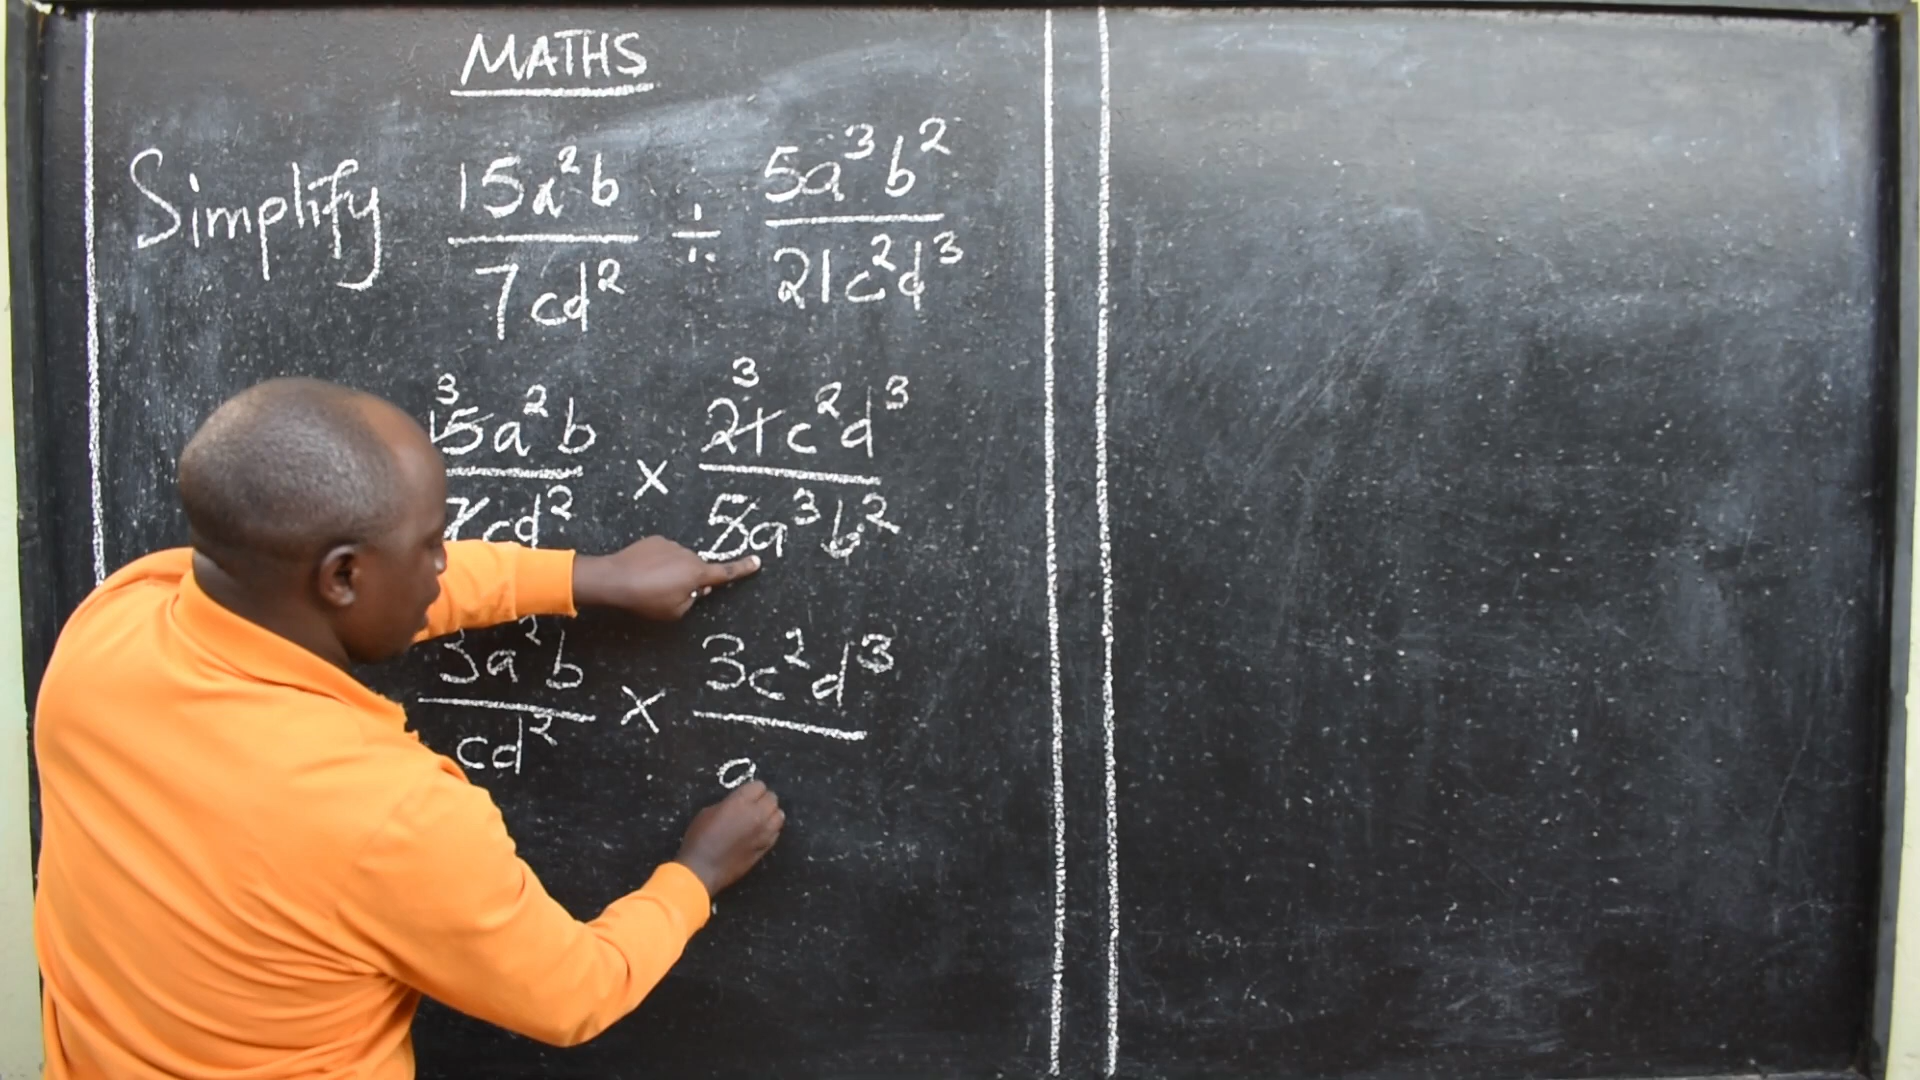 MATHS
Simplify 15a²b/7cd² ÷ 5a³b²/21c²d³
³15a²b/7cd² × ³21c²d³/5a³b²
3a²b/cd² × 3c²d³/a